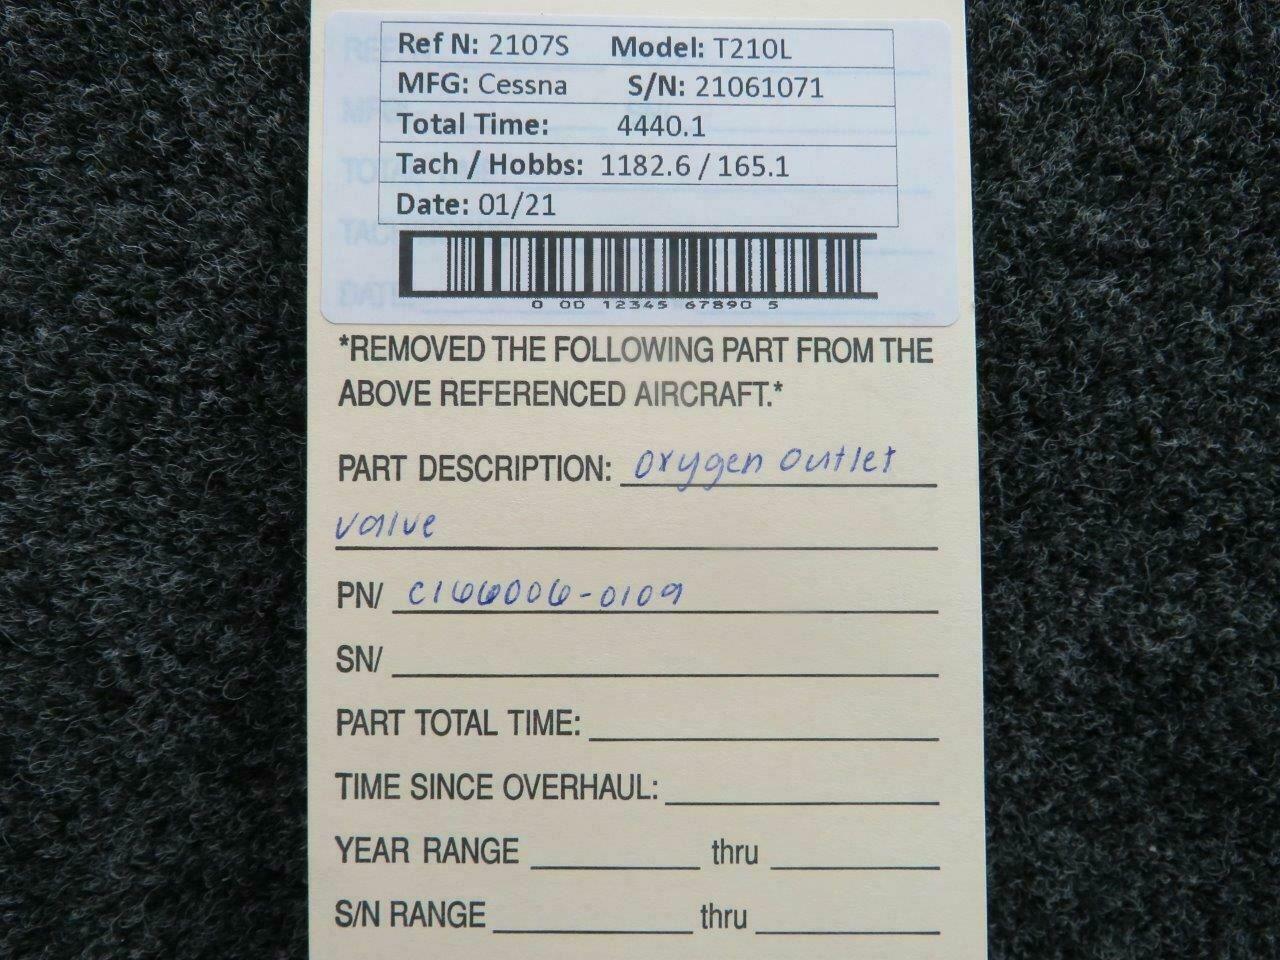 Ref N: 2107S Model: T210L
MFG: Cessna S/N: 21061071
Total Time: 4440.1
Tach / Hobbs: 1182.6 / 165.1
Date: 01/21
0 00 12345 67890 5
*REMOVED THE FOLLOWING PART FROM THE
ABOVE REFERENCED AIRCRAFT.*
PART DESCRIPTION: Oxygen Outlet
Valve
PN/ C166006-0109
SN/
PART TOTAL TIME:
TIME SINCE OVERHAUL:
YEAR RANGE thru
S/N RANGE thru